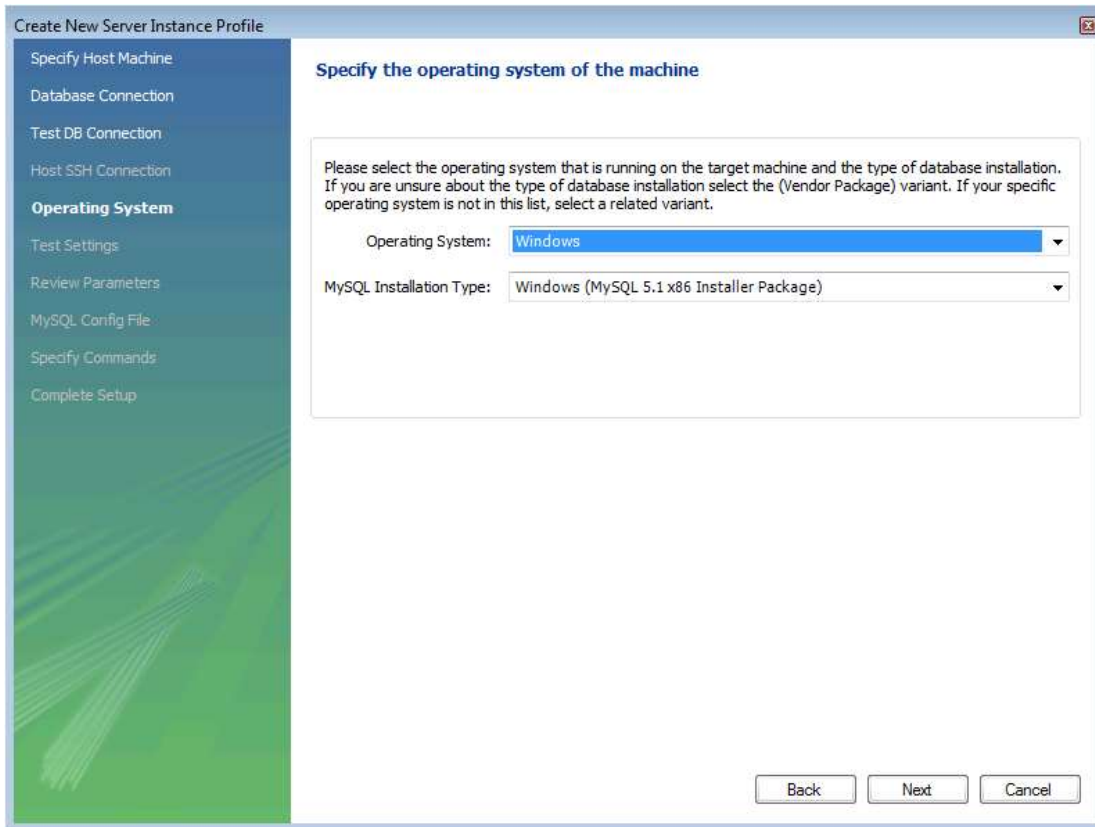 Create New Server Instance Profile
Specify Host Machine
Database Connection
Test DB Connection
Host SSH Connection
Operating System
Test Settings
Review Parameters
MySQL Config File
Specify Commands
Complete Setup
Specify the operating system of the machine
Please select the operating system that is running on the target machine and the type of database installation.
If you are unsure about the type of database installation select the (Vendor Package) variant. If your specific
operating system is not in this list, select a related variant.
Operating System: Windows
MySQL Installation Type: Windows (MySQL 5.1 x86 Installer Package)
Back Next Cancel